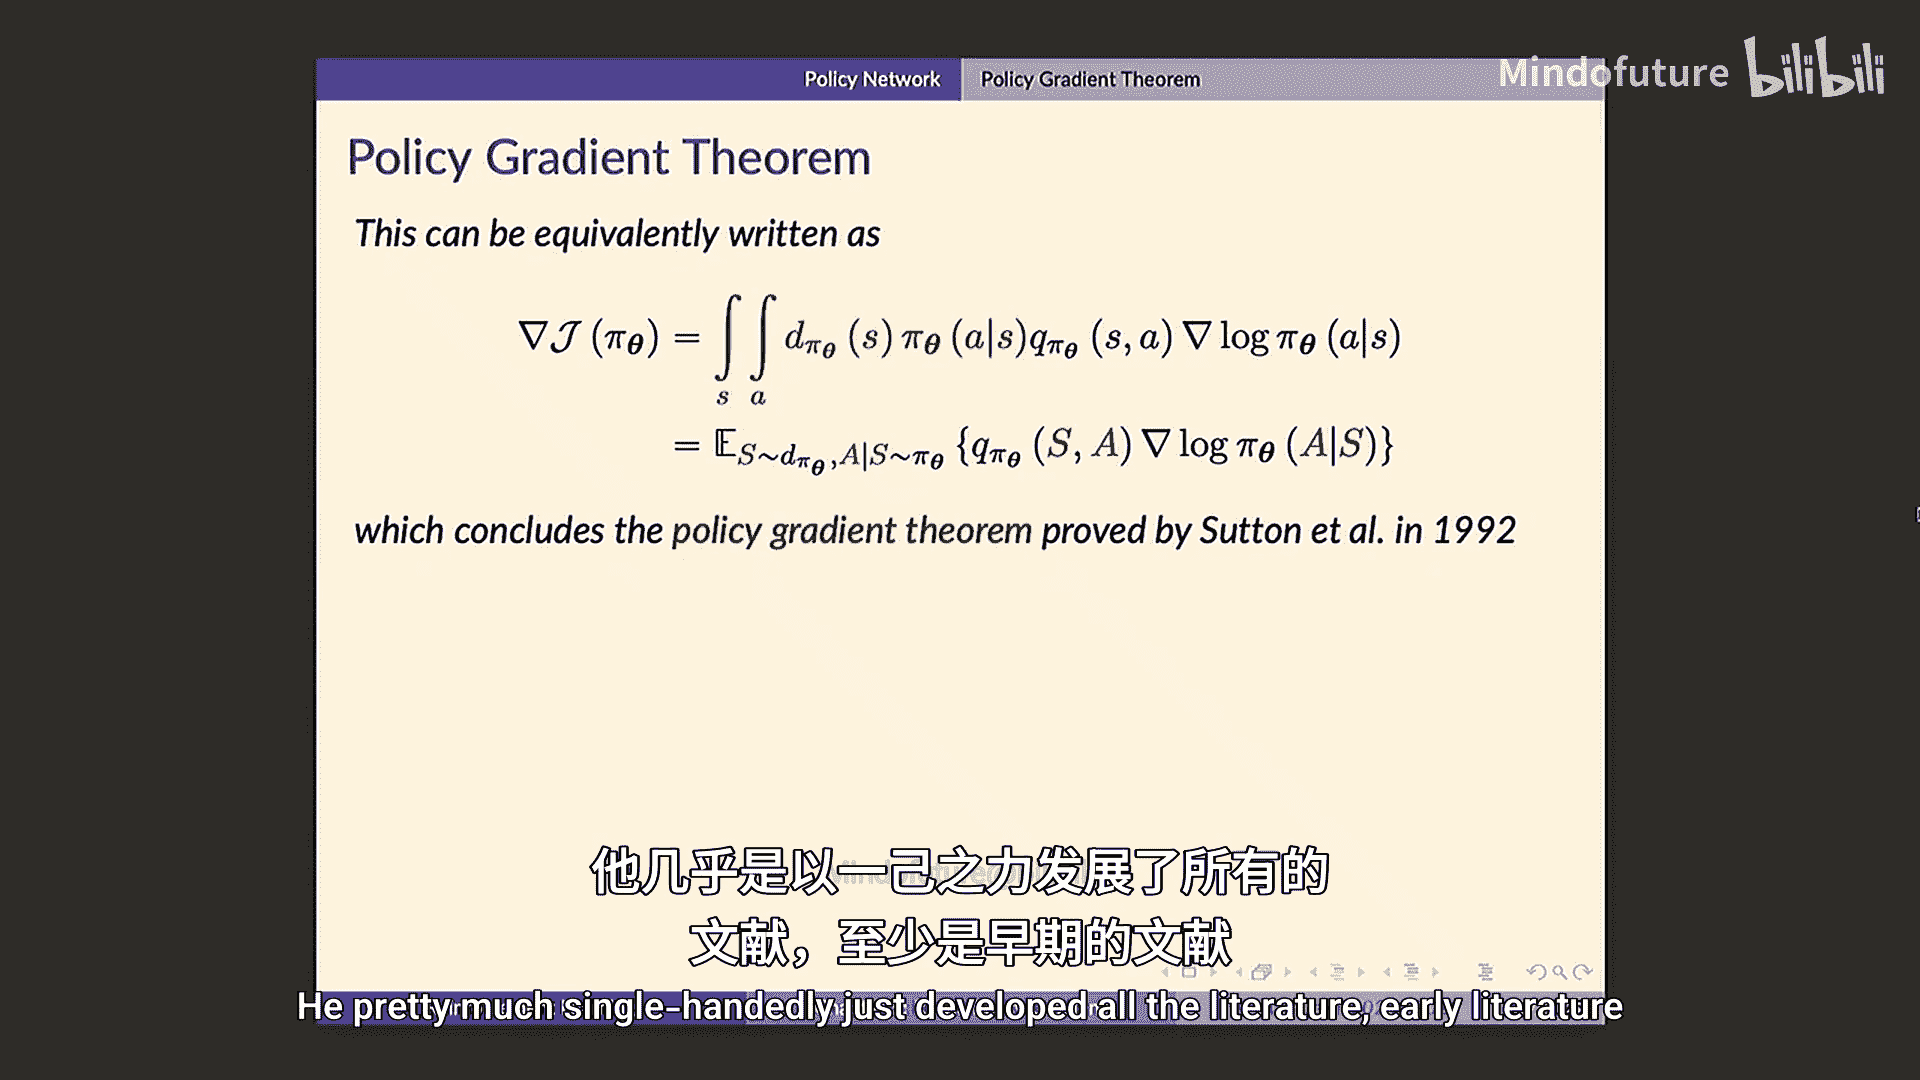 Policy Network
Policy Gradient Theorem
Mindofuture bilibili
Policy Gradient Theorem
This can be equivalently written as
∇𝒥 (π_θ) = ∫_s ∫_a d_{π_θ} (s) π_θ (a|s) q_{π_θ} (s, a) ∇ log π_θ (a|s)
= 𝔼_{S∼d_{π_θ}, A|S∼π_θ} {q_{π_θ} (S, A) ∇ log π_θ (A|S)}
which concludes the policy gradient theorem proved by Sutton et al. in 1992
他几乎是以一己之力发展了所有的
文献，至少是早期的文献
He pretty much single-handedly just developed all the literature, early literature